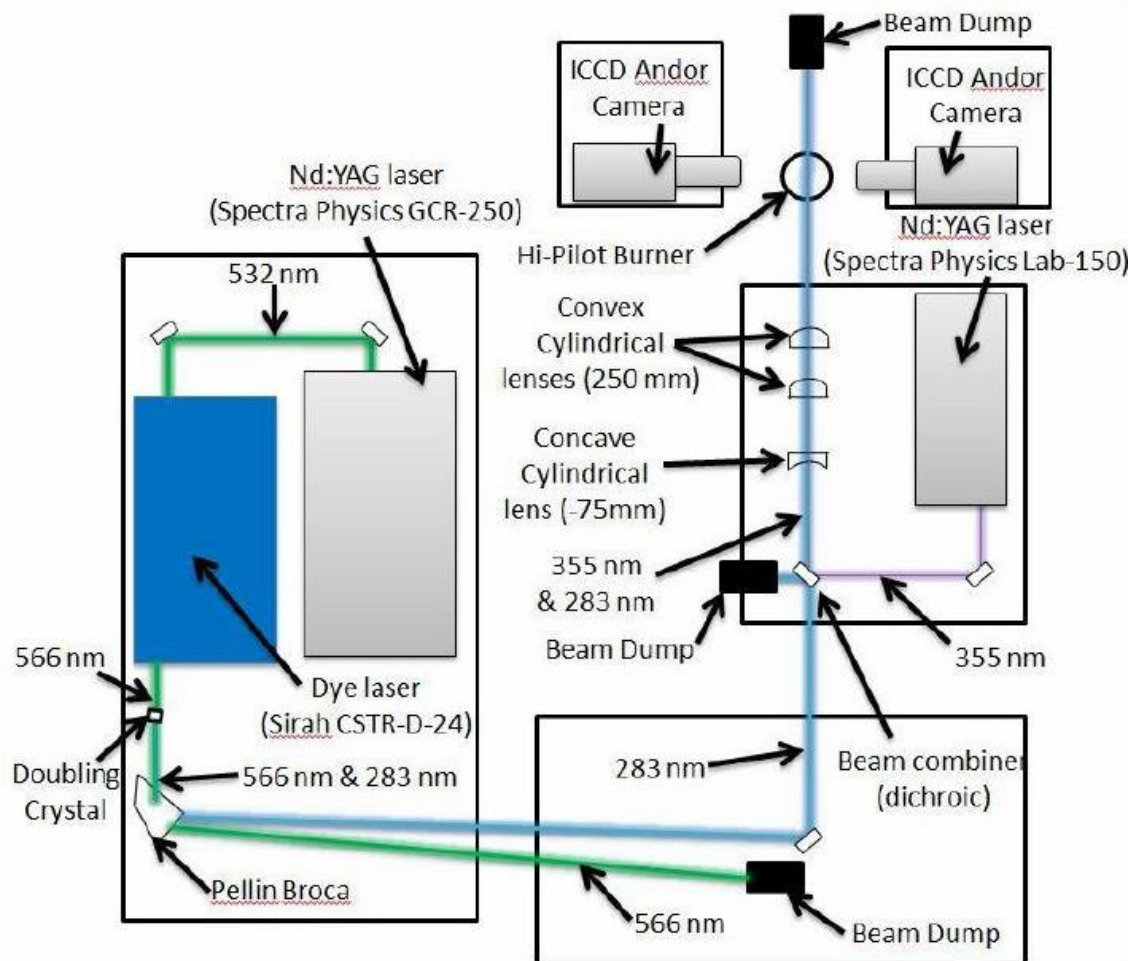 Beam Dump
ICCD Andor
Camera
ICCD Andor
Camera
Nd:YAG laser
(Spectra Physics GCR-250)
Hi-Pilot Burner
Nd:YAG laser
(Spectra Physics Lab-150)
532 nm
Convex
Cylindrical
lenses (250 mm)
Concave
Cylindrical
lens (-75mm)
355 nm
& 283 nm
Beam Dump
355 nm
566 nm
Dye laser
(Sirah CSTR-D-24)
Doubling
Crystal
566 nm & 283 nm
283 nm
Beam combiner
(dichroic)
Pellin Broca
566 nm
Beam Dump